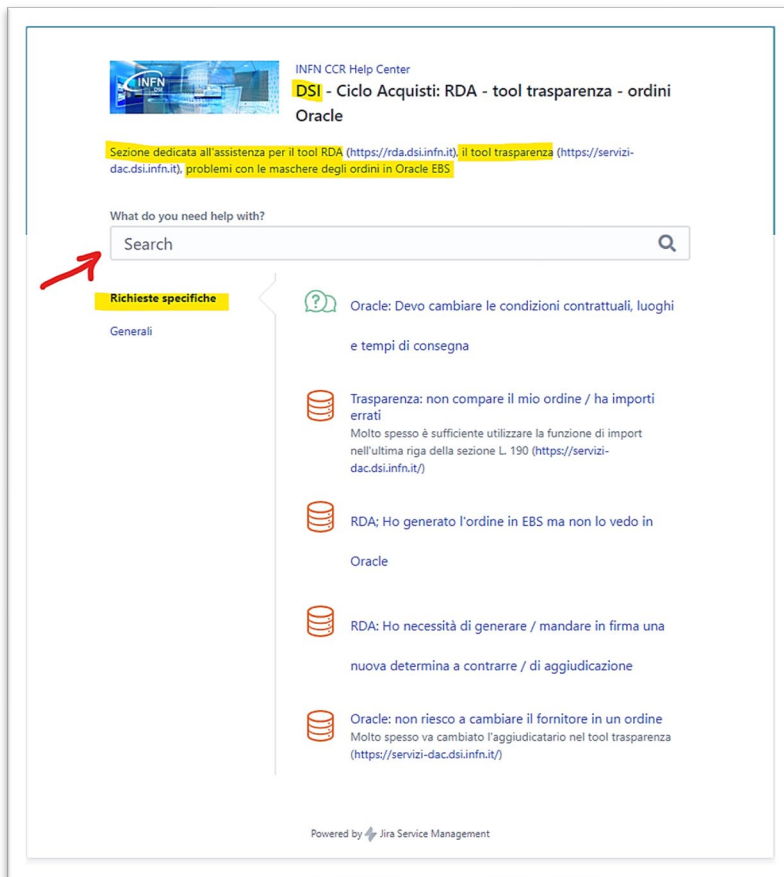 INFN
DSI
INFN CCR Help Center
DSI - Ciclo Acquisti: RDA - tool trasparenza - ordini
Oracle
Sezione dedicata all'assistenza per il tool RDA (https://rda.dsi.infn.it), il tool trasparenza (https://servizi-
dac.dsi.infn.it), problemi con le maschere degli ordini in Oracle EBS
What do you need help with?
Search
Richieste specifiche
Generali
Oracle: Devo cambiare le condizioni contrattuali, luoghi
e tempi di consegna
Trasparenza: non compare il mio ordine / ha importi
errati
Molto spesso è sufficiente utilizzare la funzione di import
nell'ultima riga della sezione L. 190 (https://servizi-
dac.dsi.infn.it/)
RDA; Ho generato l'ordine in EBS ma non lo vedo in
Oracle
RDA: Ho necessità di generare / mandare in firma una
nuova determina a contrarre / di aggiudicazione
Oracle: non riesco a cambiare il fornitore in un ordine
Molto spesso va cambiato l'aggiudicatario nel tool trasparenza
(https://servizi-dac.dsi.infn.it/)
Powered by Jira Service Management